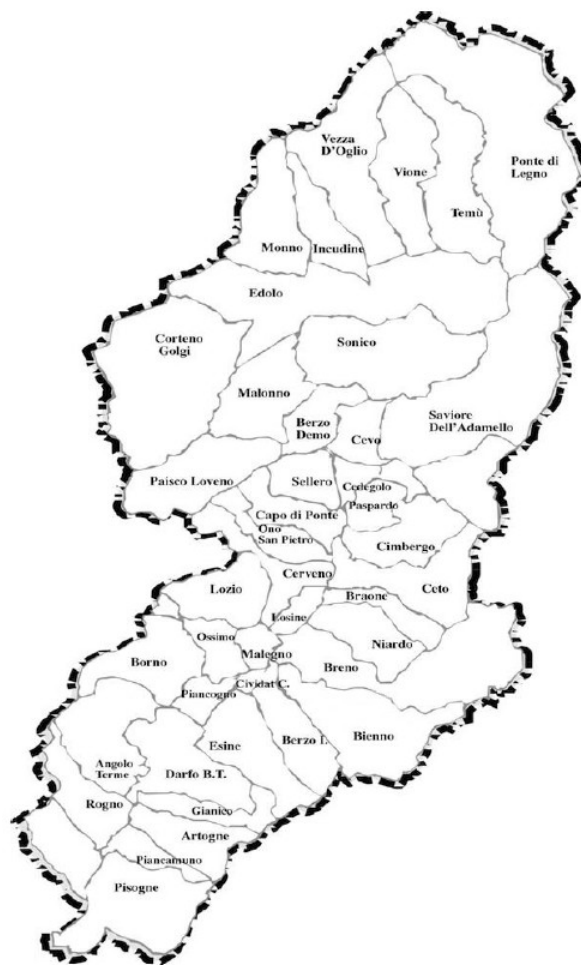 Vezza
D'Oglio
Vione
Ponte di
Legno
Temù
Monno
Incudine
Edolo
Corteno
Golgi
Sonico
Malonno
Berzo
Demo
Cevo
Saviore
Dell'Adamello
Paisco Loveno
Sellero
Cedegolo
Paspardo
Capo di Ponte
Ono
San Pietro
Cimbergo
Cerveno
Lozio
Braone
Ceto
Losine
Ossimo
Niardo
Malegno
Borno
Breno
Cividat C.
Piancogno
Bienno
Esine
Berzo I.
Angolo
Terme
Darfo B.T.
Rogno
Gianico
Artogne
Piancamuno
Pisogne